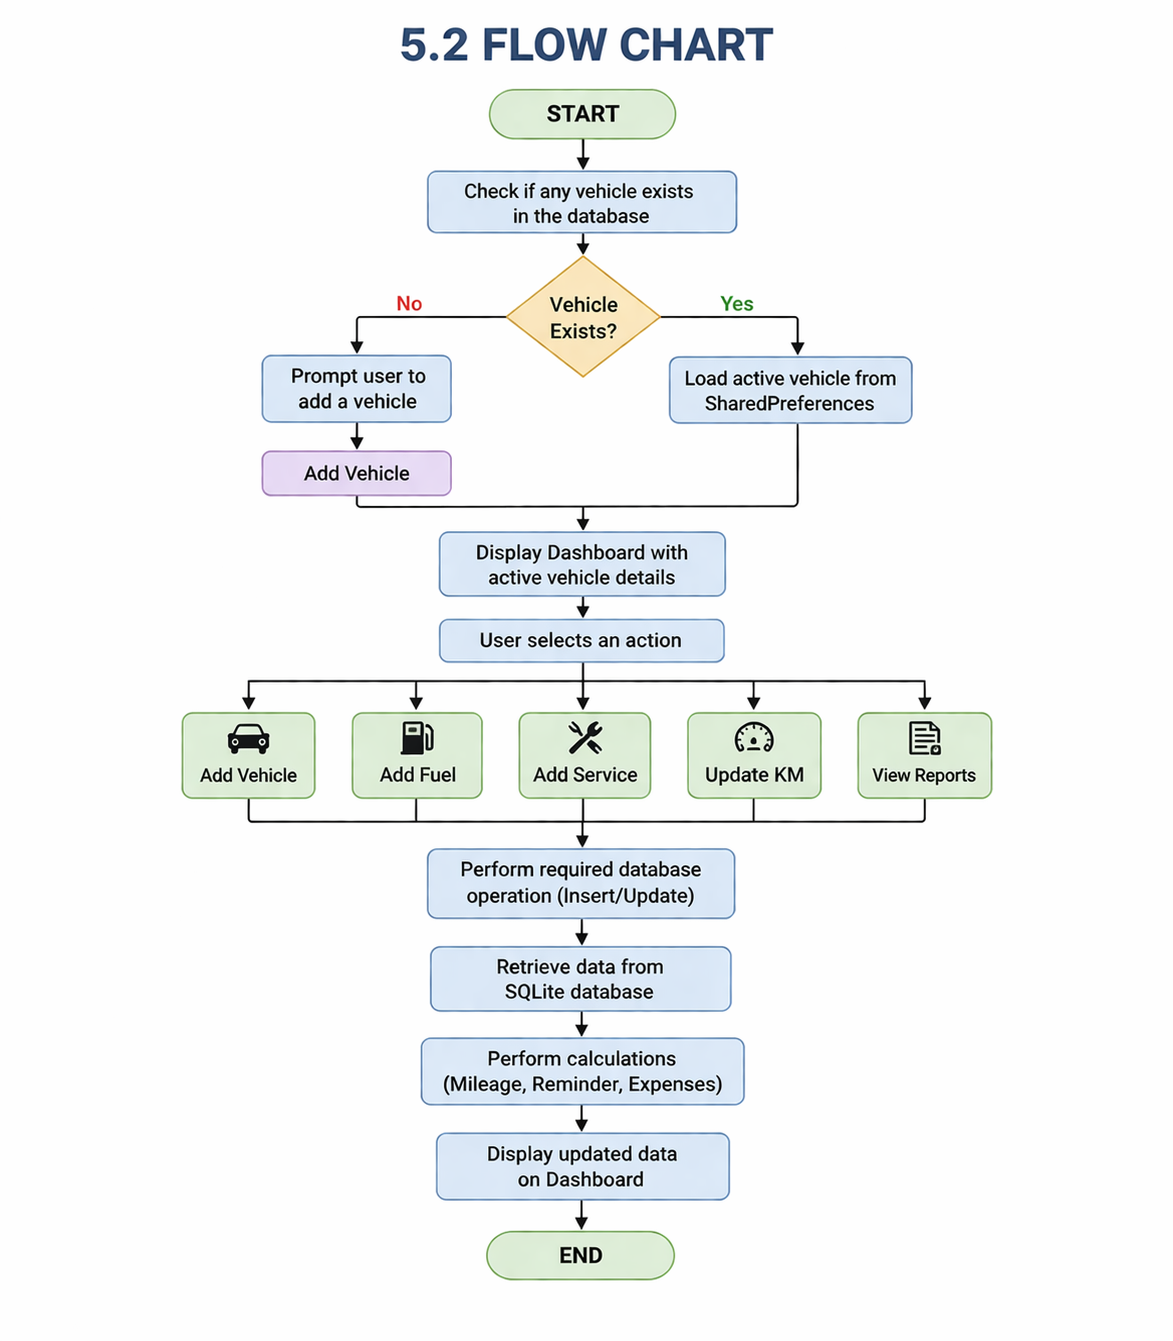 5.2 FLOW CHART
START
Check if any vehicle exists
in the database
Vehicle
Exists?
No
Yes
Prompt user to
add a vehicle
Load active vehicle from
SharedPreferences
Add Vehicle
Display Dashboard with
active vehicle details
User selects an action
Add Vehicle
Add Fuel
Add Service
Update KM
View Reports
Perform required database
operation (Insert/Update)
Retrieve data from
SQLite database
Perform calculations
(Mileage, Reminder, Expenses)
Display updated data
on Dashboard
END